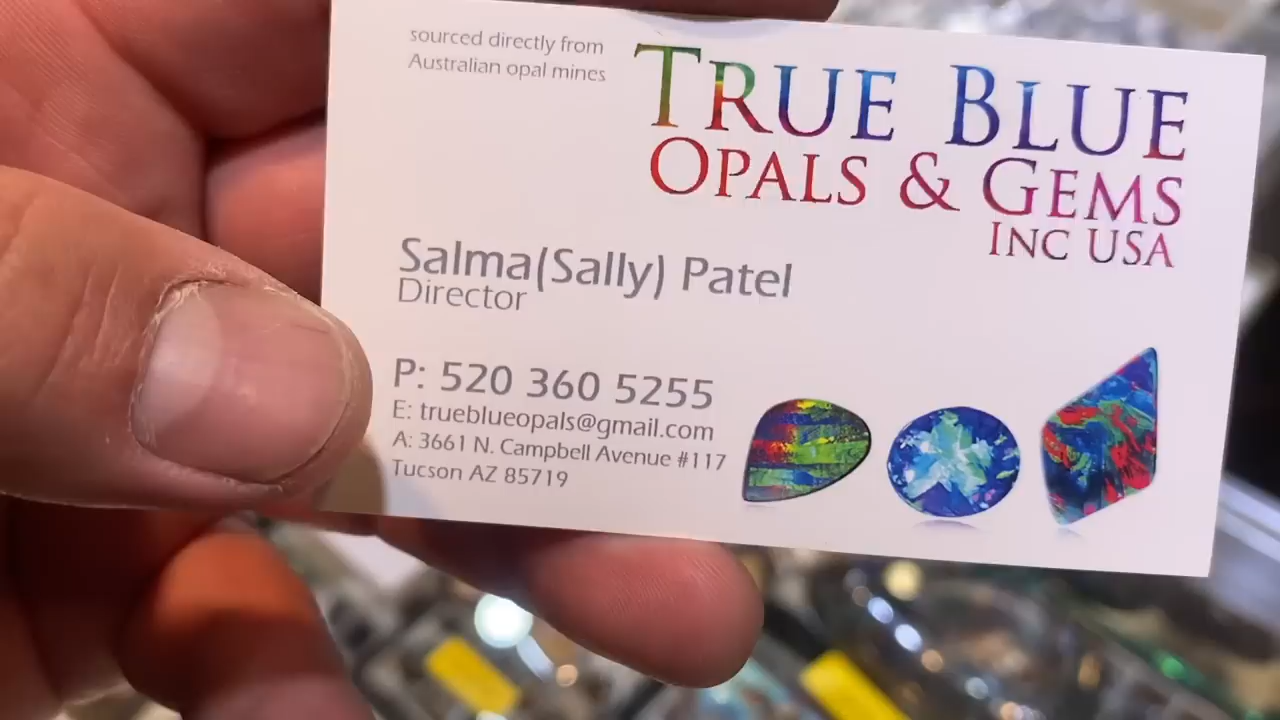 sourced directly from
Australian opal mines
TRUE BLUE
OPALS & GEMS
INC USA
Salma(Sally) Patel
Director
P: 520 360 5255
E: trueblueopals@gmail.com
A: 3661 N. Campbell Avenue #117
Tucson AZ 85719